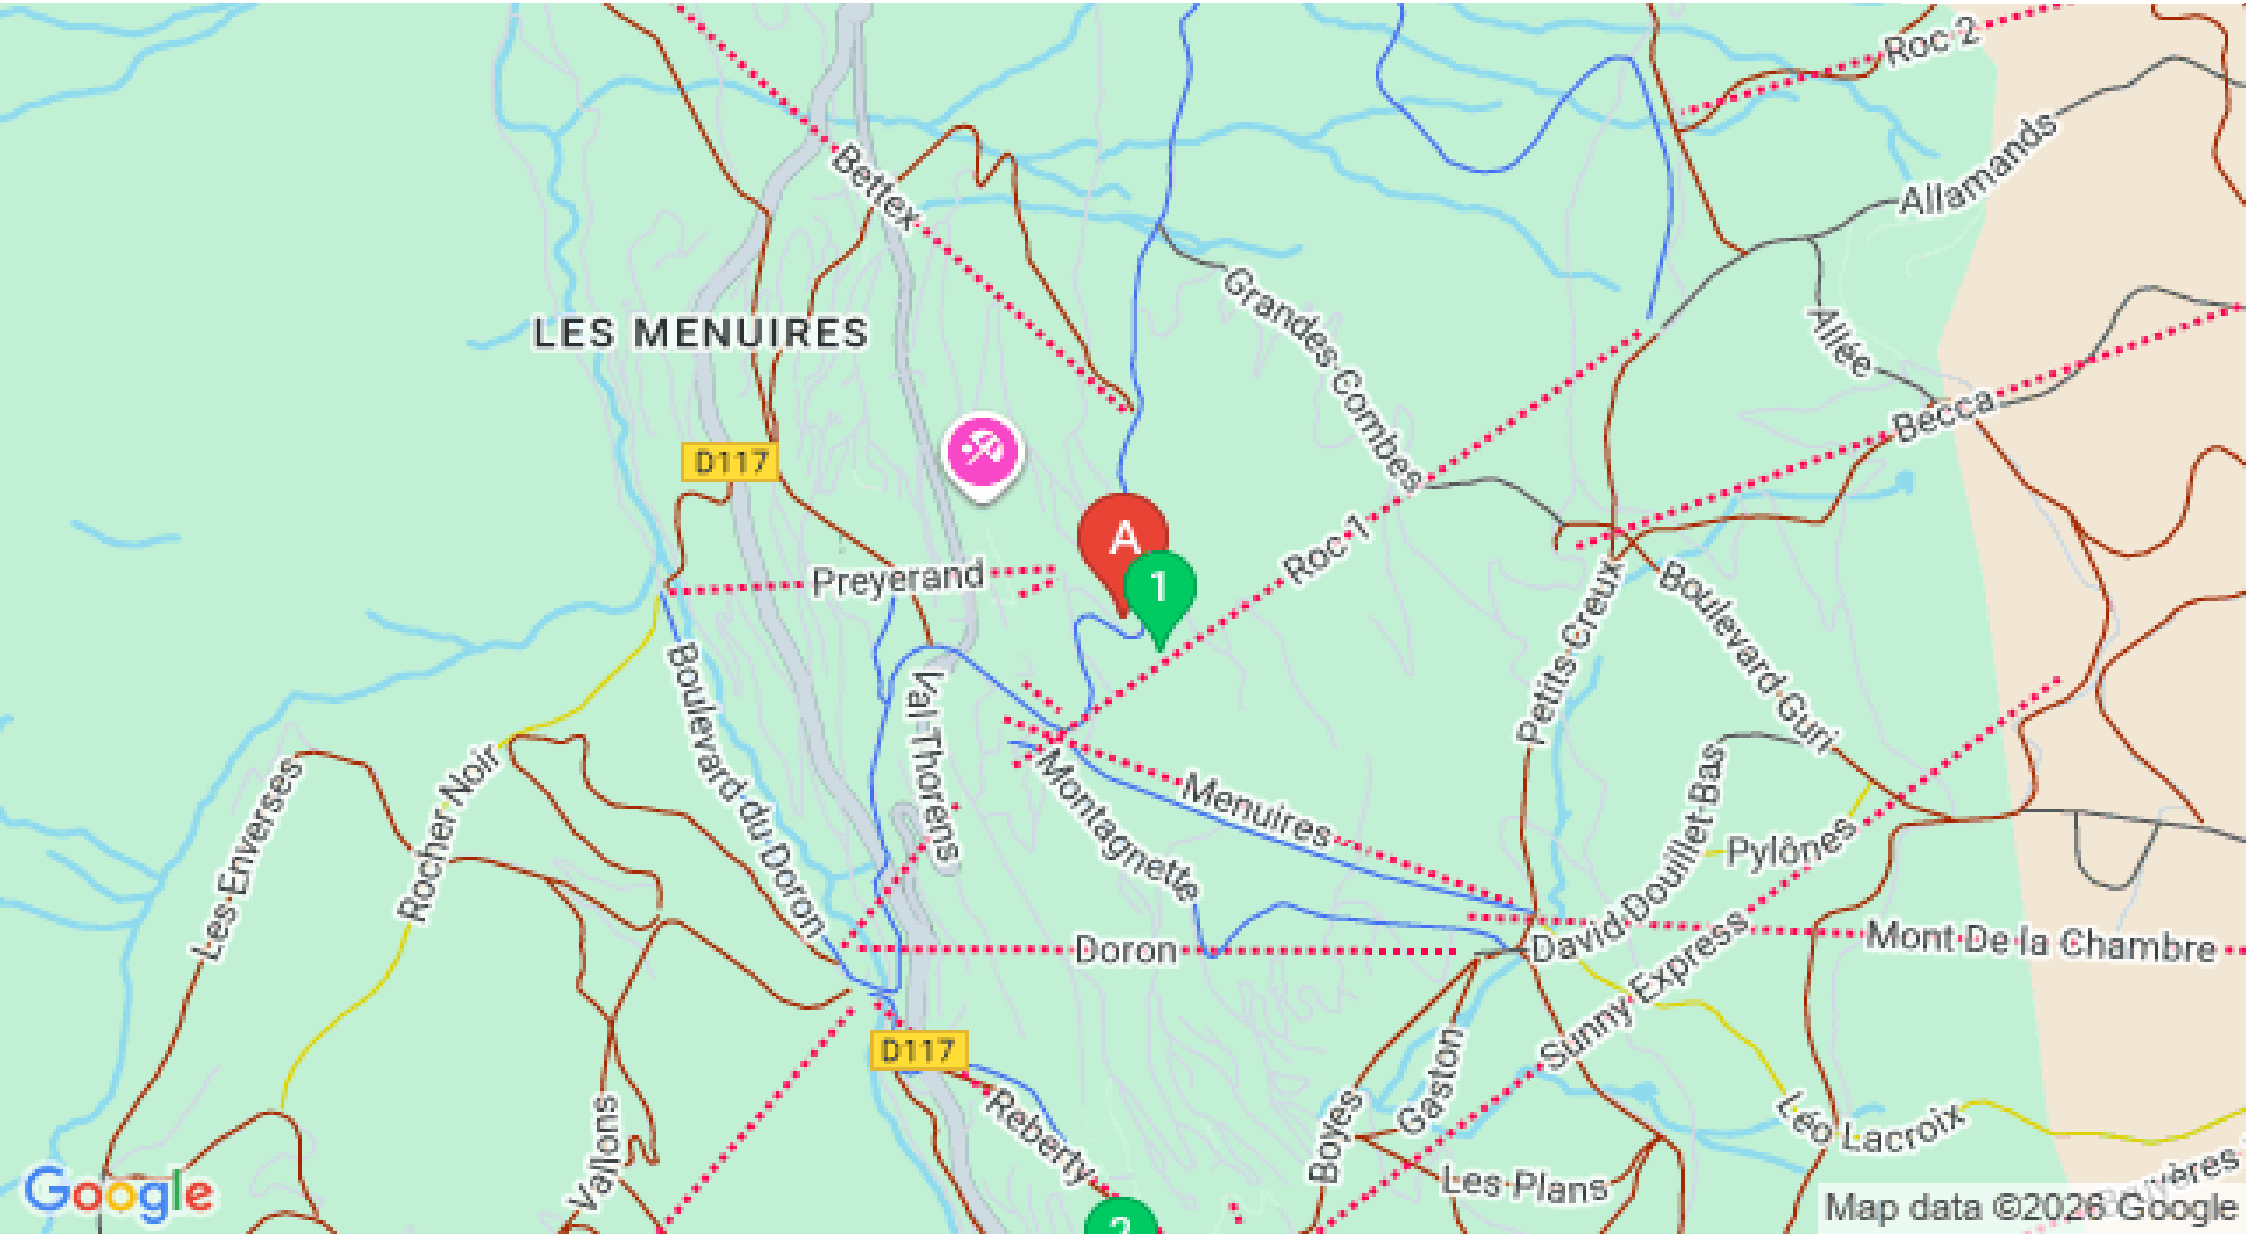 Roc 2
Allamands
Bettex
Grandes Combes
LES MENUIRES
Allée
Becca
D117
A
1
Roc 1
Preyerand
Boulevard Guri
Petits Creux
Boulevard du Doron
Val Thorens
Rocher Noir
Les Enverses
Montagnette
Menuires
David Douillet Bas
Pylônes
Doron
Mont De la Chambre
Sunny Express
D117
Gaston
Boyes
Reberty
Vallons
Léo Lacroix
Les Plans
2
Google
Map data ©2026 Google